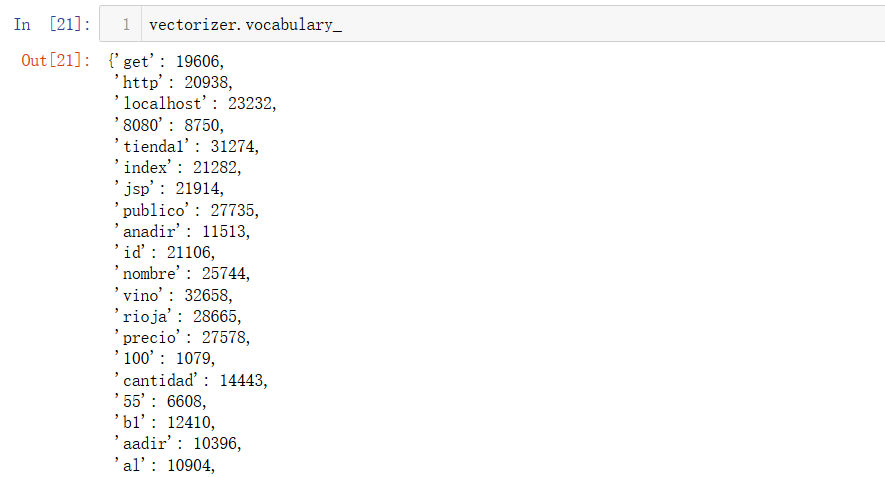 In [21]: 1 vectorizer.vocabulary_
Out[21]: {'get': 19606,
'http': 20938,
'localhost': 23232,
'8080': 8750,
'tienda1': 31274,
'index': 21282,
'jsp': 21914,
'publico': 27735,
'anadir': 11513,
'id': 21106,
'nombre': 25744,
'vino': 32658,
'rioja': 28665,
'precio': 27578,
'100': 1079,
'cantidad': 14443,
'55': 6608,
'b1': 12410,
'aadir': 10396,
'al': 10904,